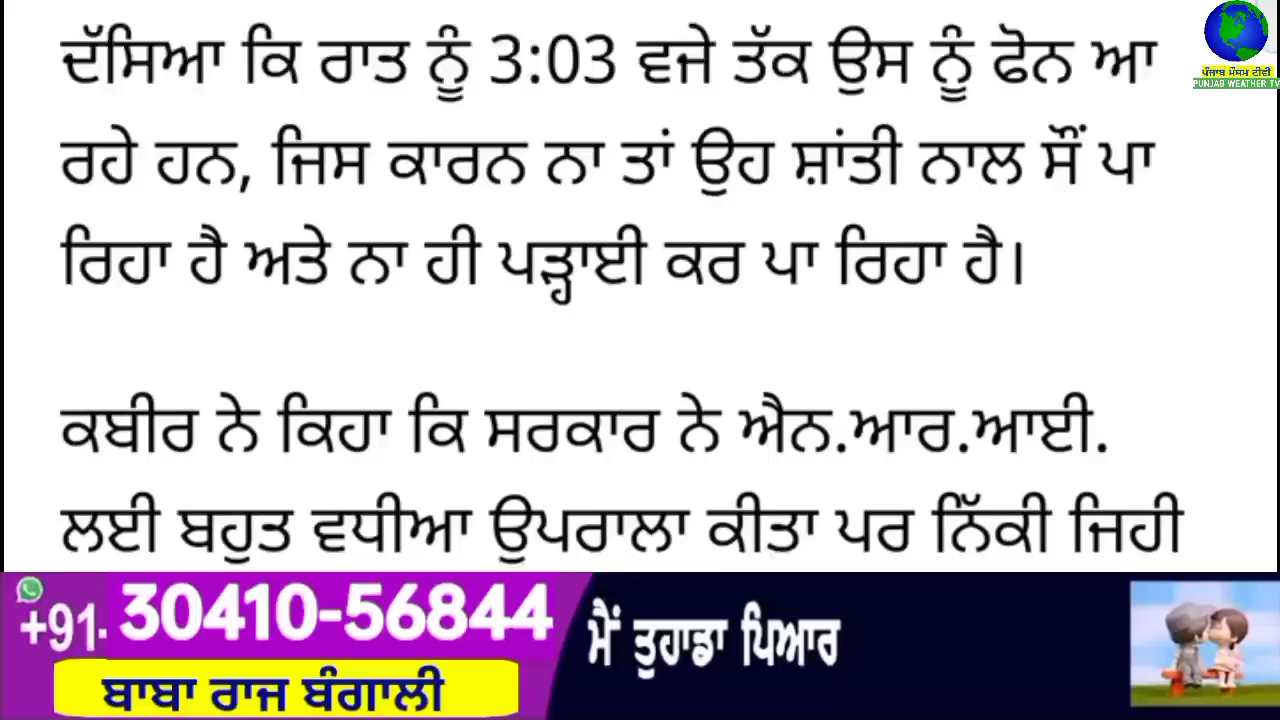 ਦੱਸਿਆ ਕਿ ਰਾਤ ਨੂੰ 3:03 ਵਜੇ ਤੱਕ ਉਸ ਨੂੰ ਫੋਨ ਆ
ਰਹੇ ਹਨ, ਜਿਸ ਕਾਰਨ ਨਾ ਤਾਂ ਉਹ ਸ਼ਾਂਤੀ ਨਾਲ ਸੌਂ ਪਾ
ਰਿਹਾ ਹੈ ਅਤੇ ਨਾ ਹੀ ਪੜ੍ਹਾਈ ਕਰ ਪਾ ਰਿਹਾ ਹੈ।
ਕਬੀਰ ਨੇ ਕਿਹਾ ਕਿ ਸਰਕਾਰ ਨੇ ਐਨ.ਆਰ.ਆਈ.
ਲਈ ਬਹੁਤ ਵਧੀਆ ਉਪਰਾਲਾ ਕੀਤਾ ਪਰ ਨਿੱਕੀ ਜਿਹੀ
ਪੰਜਾਬ ਮੌਸਮ ਟੀਵੀ
PUNJAB WEATHER TV
+91- 30410-56844
ਬਾਬਾ ਰਾਜ ਬੰਗਾਲੀ
ਮੈਂ ਤੁਹਾਡਾ ਪਿਆਰ